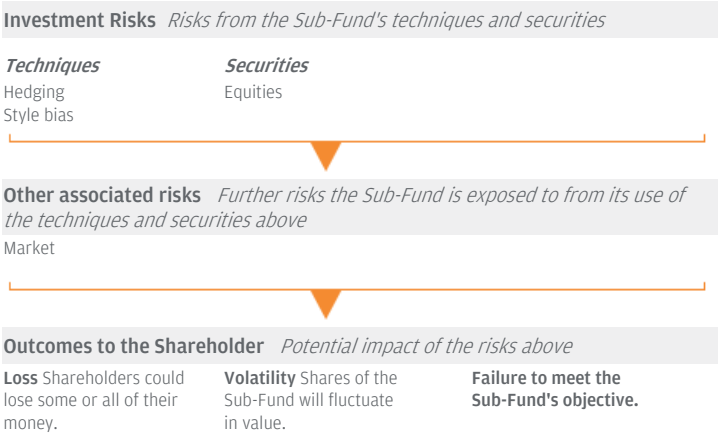 Investment Risks Risks from the Sub-Fund's techniques and securities
Techniques Securities
Hedging Equities
Style bias
Other associated risks Further risks the Sub-Fund is exposed to from its use of
the techniques and securities above
Market
Outcomes to the Shareholder Potential impact of the risks above
Loss Shareholders could
lose some or all of their
money.
Volatility Shares of the
Sub-Fund will fluctuate
in value.
Failure to meet the
Sub-Fund's objective.